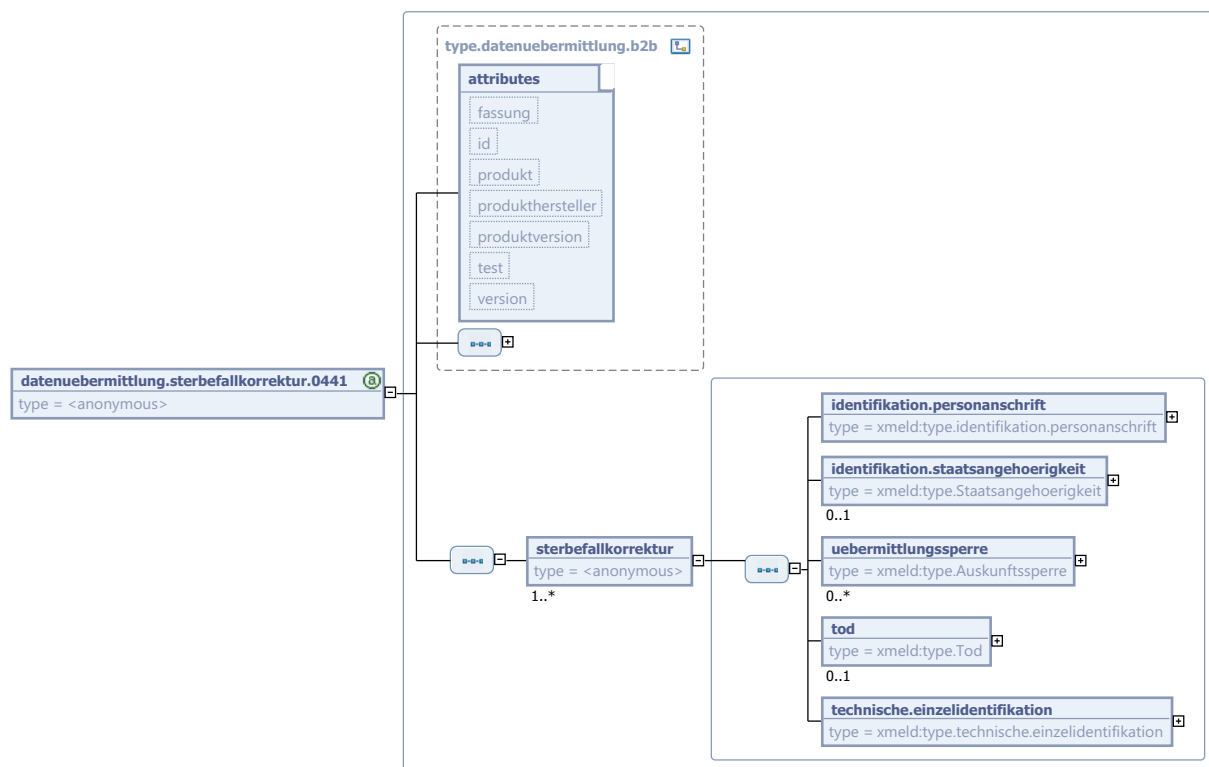 type.datenuebermittlung.b2b
attributes
fassung
id
produkt
produkthersteller
produktversion
test
version
datenuebermittlung.sterbefallkorrektur.0441
type = <anonymous>
sterbefallkorrektur
type = <anonymous>
1..*
identifikation.personanschrift
type = xmeld:type.identifikation.personanschrift
identifikation.staatsangehoerigkeit
type = xmeld:type.Staatsangehoerigkeit
0..1
uebermittlungssperre
type = xmeld:type.Auskunftssperre
0..*
tod
type = xmeld:type.Tod
0..1
technische.einzelidentifikation
type = xmeld:type.technische.einzelidentifikation